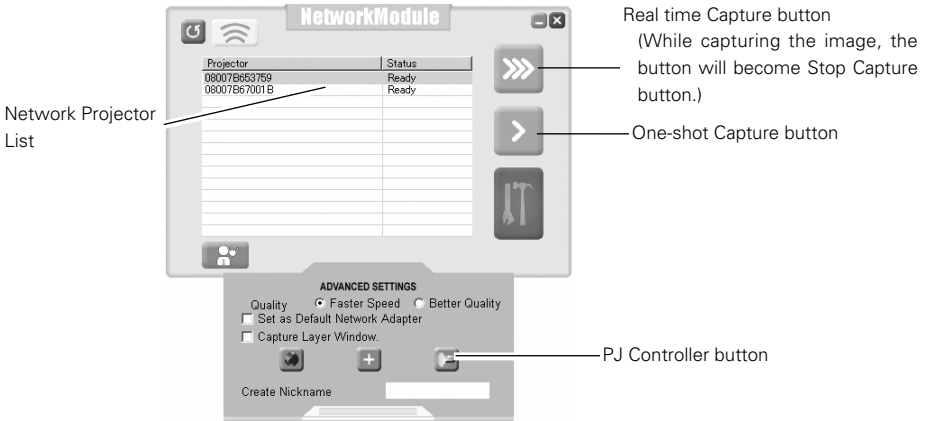 NetworkModule
Real time Capture button
(While capturing the image, the
button will become Stop Capture
button.)
Projector Status
08007B653759 Ready
08007B67001B Ready
Network Projector
List
One-shot Capture button
ADVANCED SETTINGS
Quality Faster Speed Better Quality
Set as Default Network Adapter
Capture Layer Window.
PJ Controller button
Create Nickname